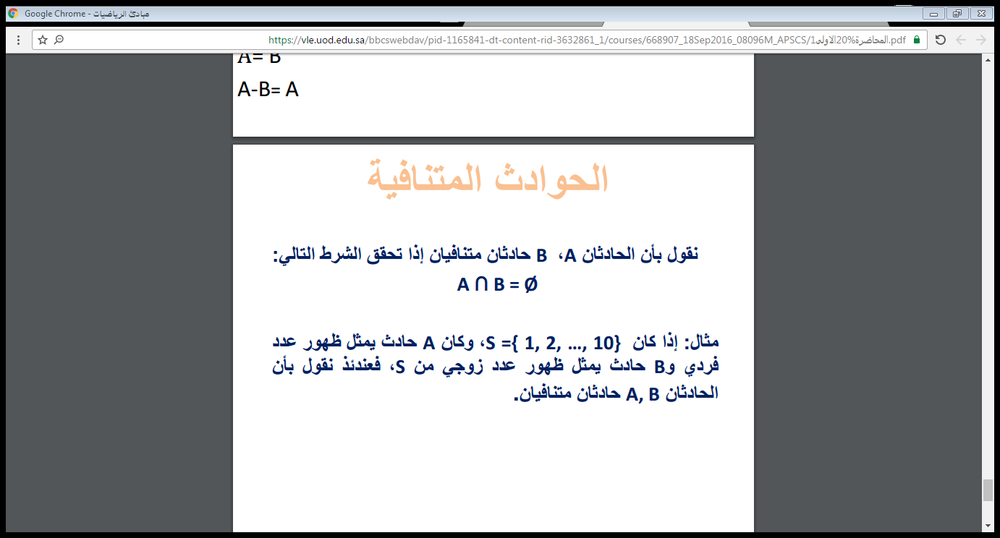 Google Chrome - مبادئ الرياضيات
https://vle.uod.edu.sa/bbcswebdav/pid-1165841-dt-content-rid-3632861_1/courses/668907_18Sep2016_08096M_APSCS/1المحاضرة%20الاولى.pdf
A= B
A-B= A
الحوادث المتنافية
نقول بأن الحادثان A، B حادثان متنافيان إذا تحقق الشرط التالي:
A ∩ B = Ø
مثال: إذا كان S ={ 1, 2, …, 10}، وكان A حادث يمثل ظهور عدد
فردي وB حادث يمثل ظهور عدد زوجي من S، فعندئذ نقول بأن
الحادثان A, B حادثان متنافيان.